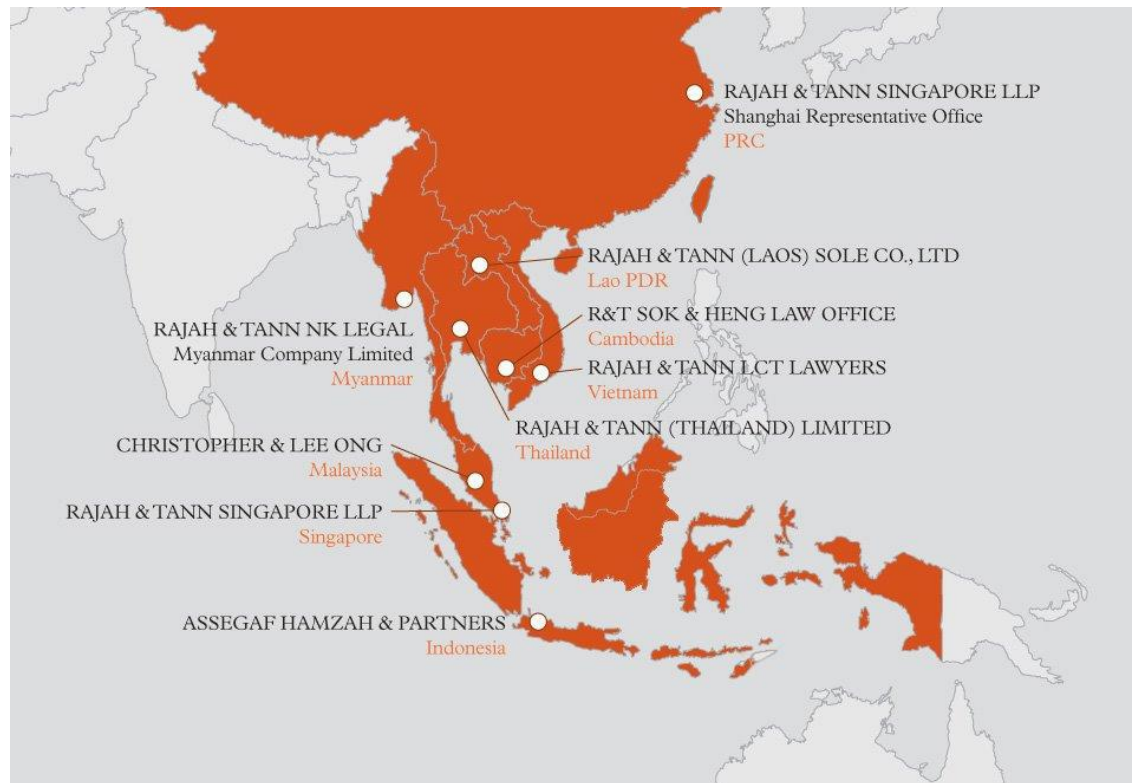 RAJAH & TANN SINGAPORE LLP
Shanghai Representative Office
PRC
RAJAH & TANN (LAOS) SOLE CO., LTD
Lao PDR
R&T SOK & HENG LAW OFFICE
Cambodia
RAJAH & TANN NK LEGAL
Myanmar Company Limited
Myanmar
RAJAH & TANN LCT LAWYERS
Vietnam
RAJAH & TANN (THAILAND) LIMITED
Thailand
CHRISTOPHER & LEE ONG
Malaysia
RAJAH & TANN SINGAPORE LLP
Singapore
ASSEGAF HAMZAH & PARTNERS
Indonesia